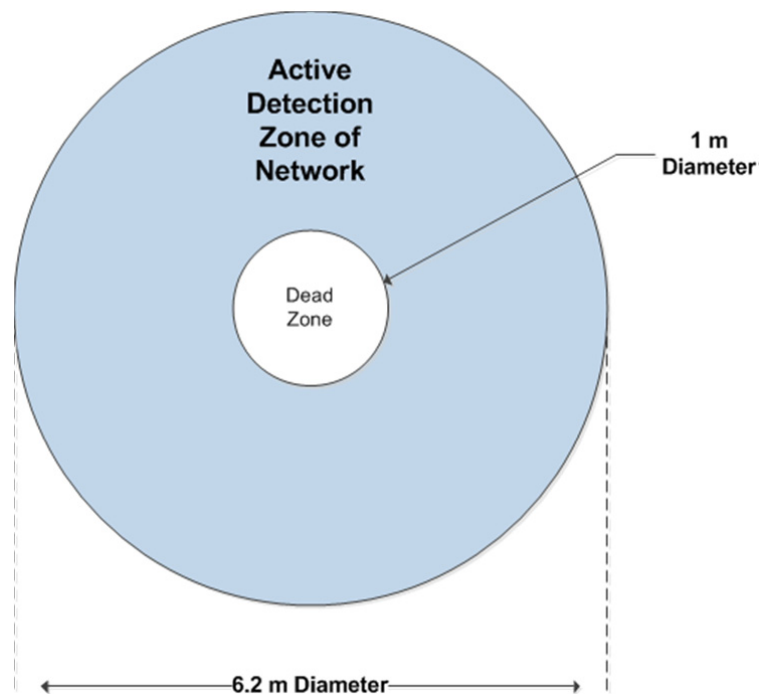 Active
Detection
Zone of
Network
1 m
Diameter
Dead
Zone
6.2 m Diameter